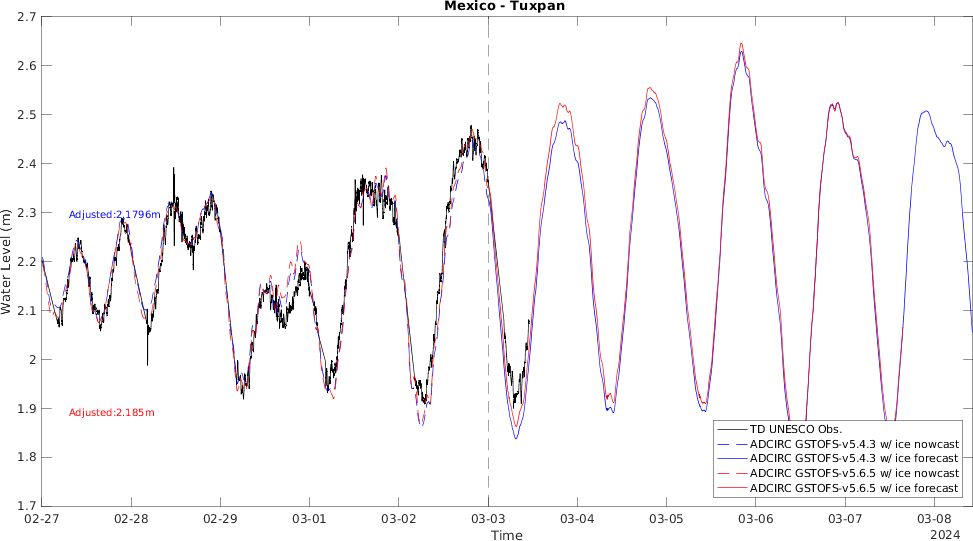 Mexico - Tuxpan
2.7
2.6
2.5
2.4
2.3
2.2
2.1
2
1.9
1.8
1.7
Water Level (m)
Adjusted:2.1796m
Adjusted:2.185m
TD UNESCO Obs.
ADCIRC GSTOFS-v5.4.3 w/ ice nowcast
ADCIRC GSTOFS-v5.4.3 w/ ice forecast
ADCIRC GSTOFS-v5.6.5 w/ ice nowcast
ADCIRC GSTOFS-v5.6.5 w/ ice forecast
02-27 02-28 02-29 03-01 03-02 03-03 03-04 03-05 03-06 03-07 03-08
Time
2024